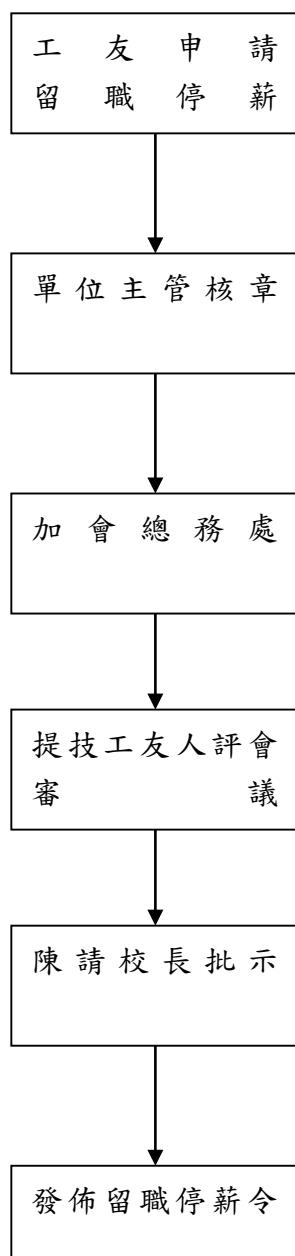 工友申請
留職停薪
單位主管核章
加會總務處
提技工友人評會
審議
陳請校長批示
發佈留職停薪令